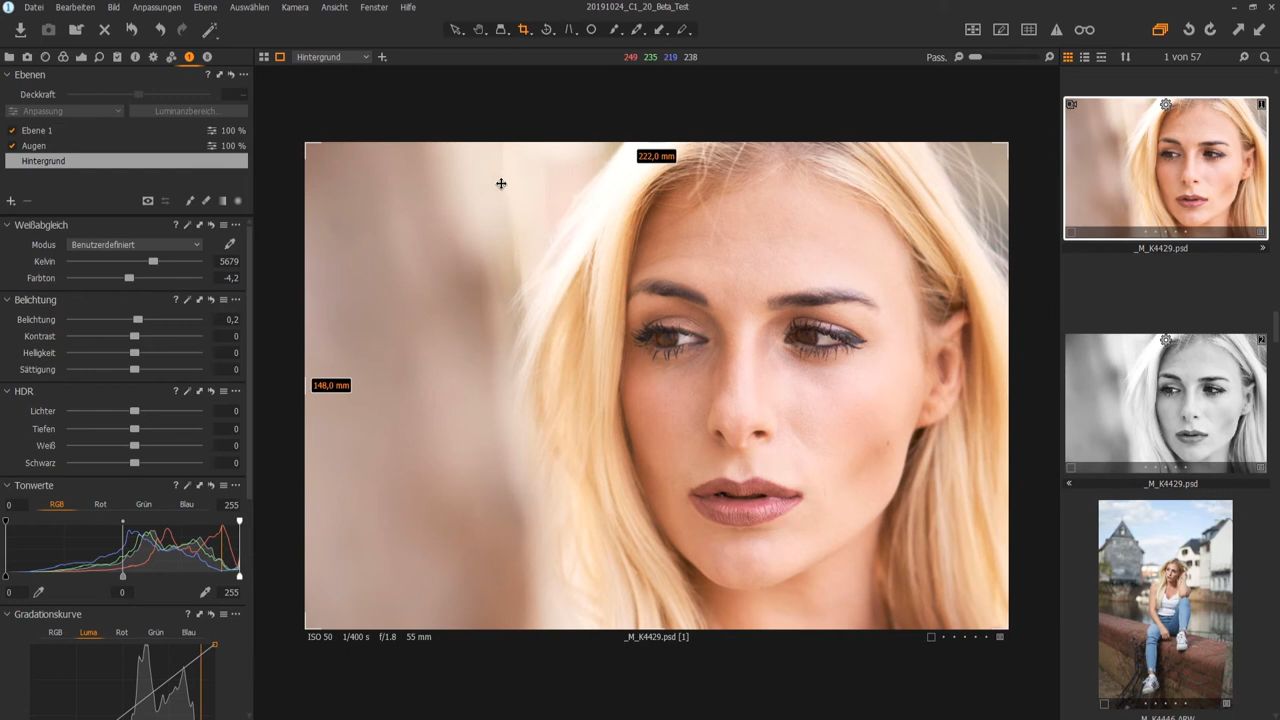 Datei Bearbeiten Bild Anpassungen Ebene Auswählen Kamera Ansicht Fenster Hilfe
20191024_C1_20_Beta_Test
Hintergrund
249 235 219 238
Pass.
1 von 57
Ebenen
Deckkraft
Anpassung
Luminanzbereich...
Ebene 1 100 %
Augen 100 %
Hintergrund
Weißabgleich
Modus Benutzerdefiniert
Kelvin 5679
Farbton -4,2
Belichtung
Belichtung 0,2
Kontrast 0
Helligkeit 0
Sättigung 0
HDR
Lichter 0
Tiefen 0
Weiß 0
Schwarz 0
Tonwerte
0 RGB Rot Grün Blau 255
0 0 255
Gradationskurve
RGB Luma Rot Grün Blau
222,0 mm
148,0 mm
ISO 50 1/400 s f/1.8 55 mm
_M_K4429.psd [1]
1
_M_K4429.psd
2
_M_K4429.psd
_M_K4446.ARW